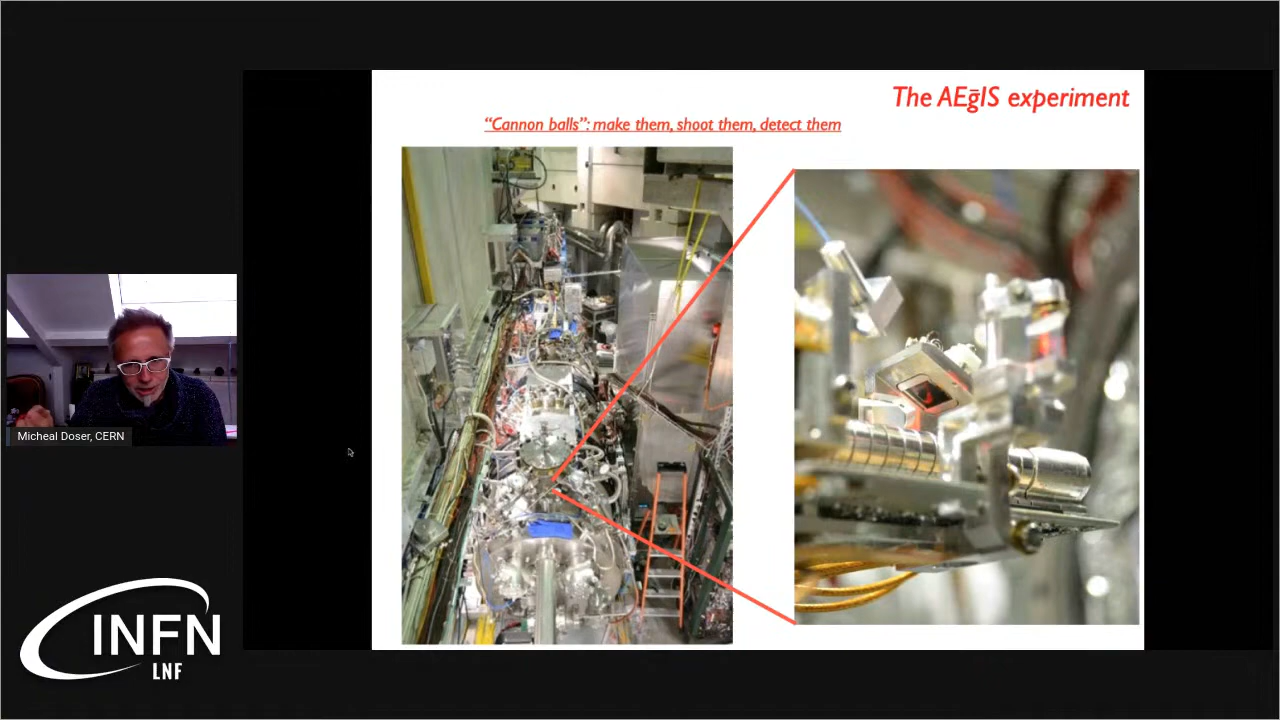 The AEḡIS experiment
“Cannon balls”: make them, shoot them, detect them
Micheal Doser, CERN
INFN
LNF